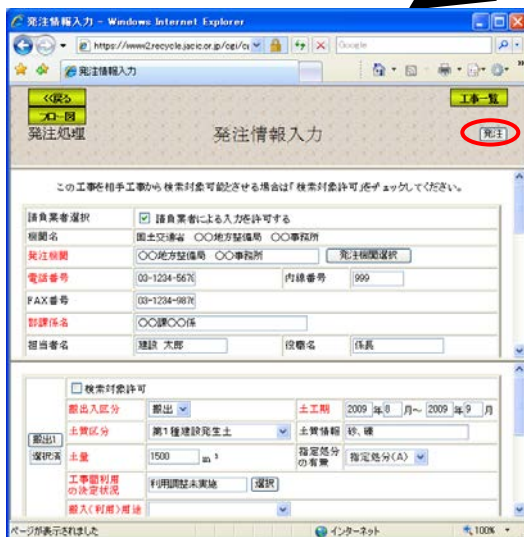 発注情報入力 - Windows Internet Explorer
https://www2.recycle.jacic.or.jp/cgi/ca
Google
発注情報入力
<<戻る
フロー図
工事一覧
発注処理
発注情報入力
発注
この工事を相手工事から検索対象可能とさせる場合は「検索対象許可」をチェックしてください。
請負業者選択 請負業者による入力を許可する
機関名 国土交通省 〇〇地方整備局 〇〇事務所
発注機関 〇〇地方整備局 〇〇事務所 発注機関選択
電話番号 03-1234-5678 内線番号 999
FAX番号 03-1234-9876
部課係名 〇〇課〇〇係
担当者名 建設 太郎 役職名 係長
検索対象許可
搬出1
選択済
搬出入区分 搬出 土工期 2009 年 8 月～ 2009 年 9 月
土質区分 第1種建設発生土 土質情報 砂、礫
土量 1500 m³ 指定処分の有無 指定処分(A)
工事間利用の決定状況 利用調整未実施 選択
搬入(利用)用途
ページが表示されました
インターネット
100%